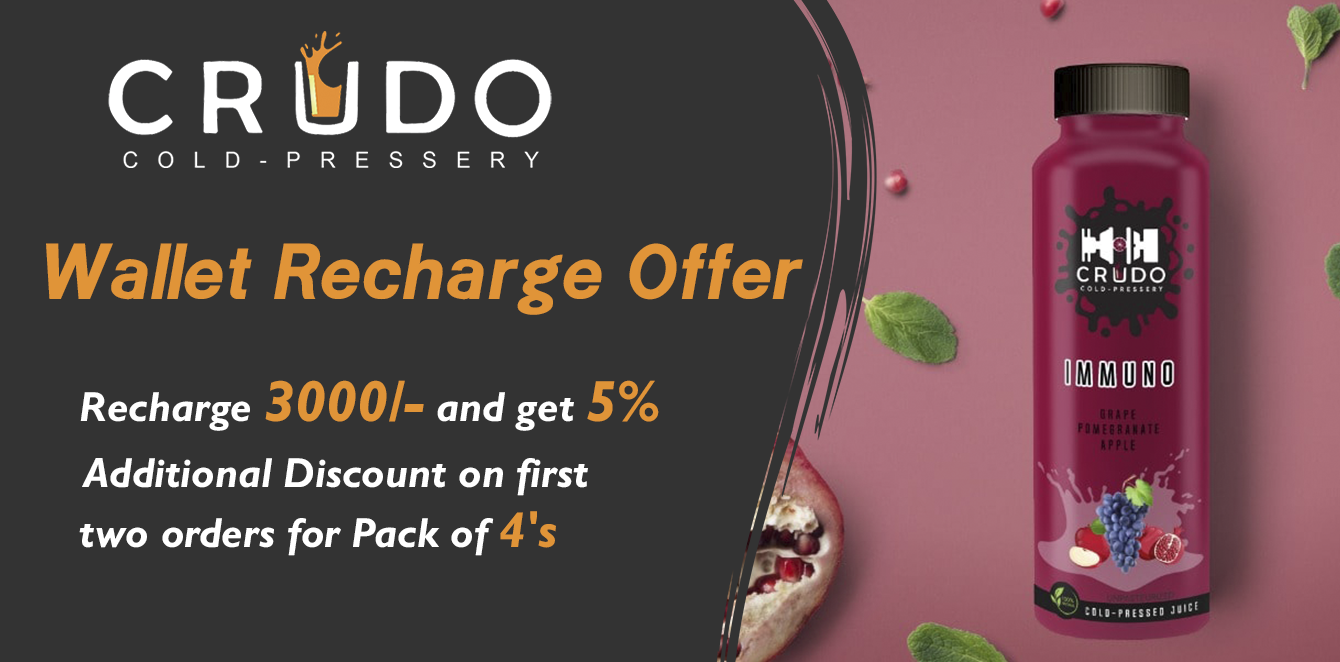 CRUDO
COLD-PRESSERY
Wallet Recharge Offer
Recharge 3000/- and get 5%
Additional Discount on first
two orders for Pack of 4's
CRUDO
COLD-PRESSERY
IMMUNO
GRAPE
POMEGRANATE
APPLE
100%
COLD-PRESSED JUICE